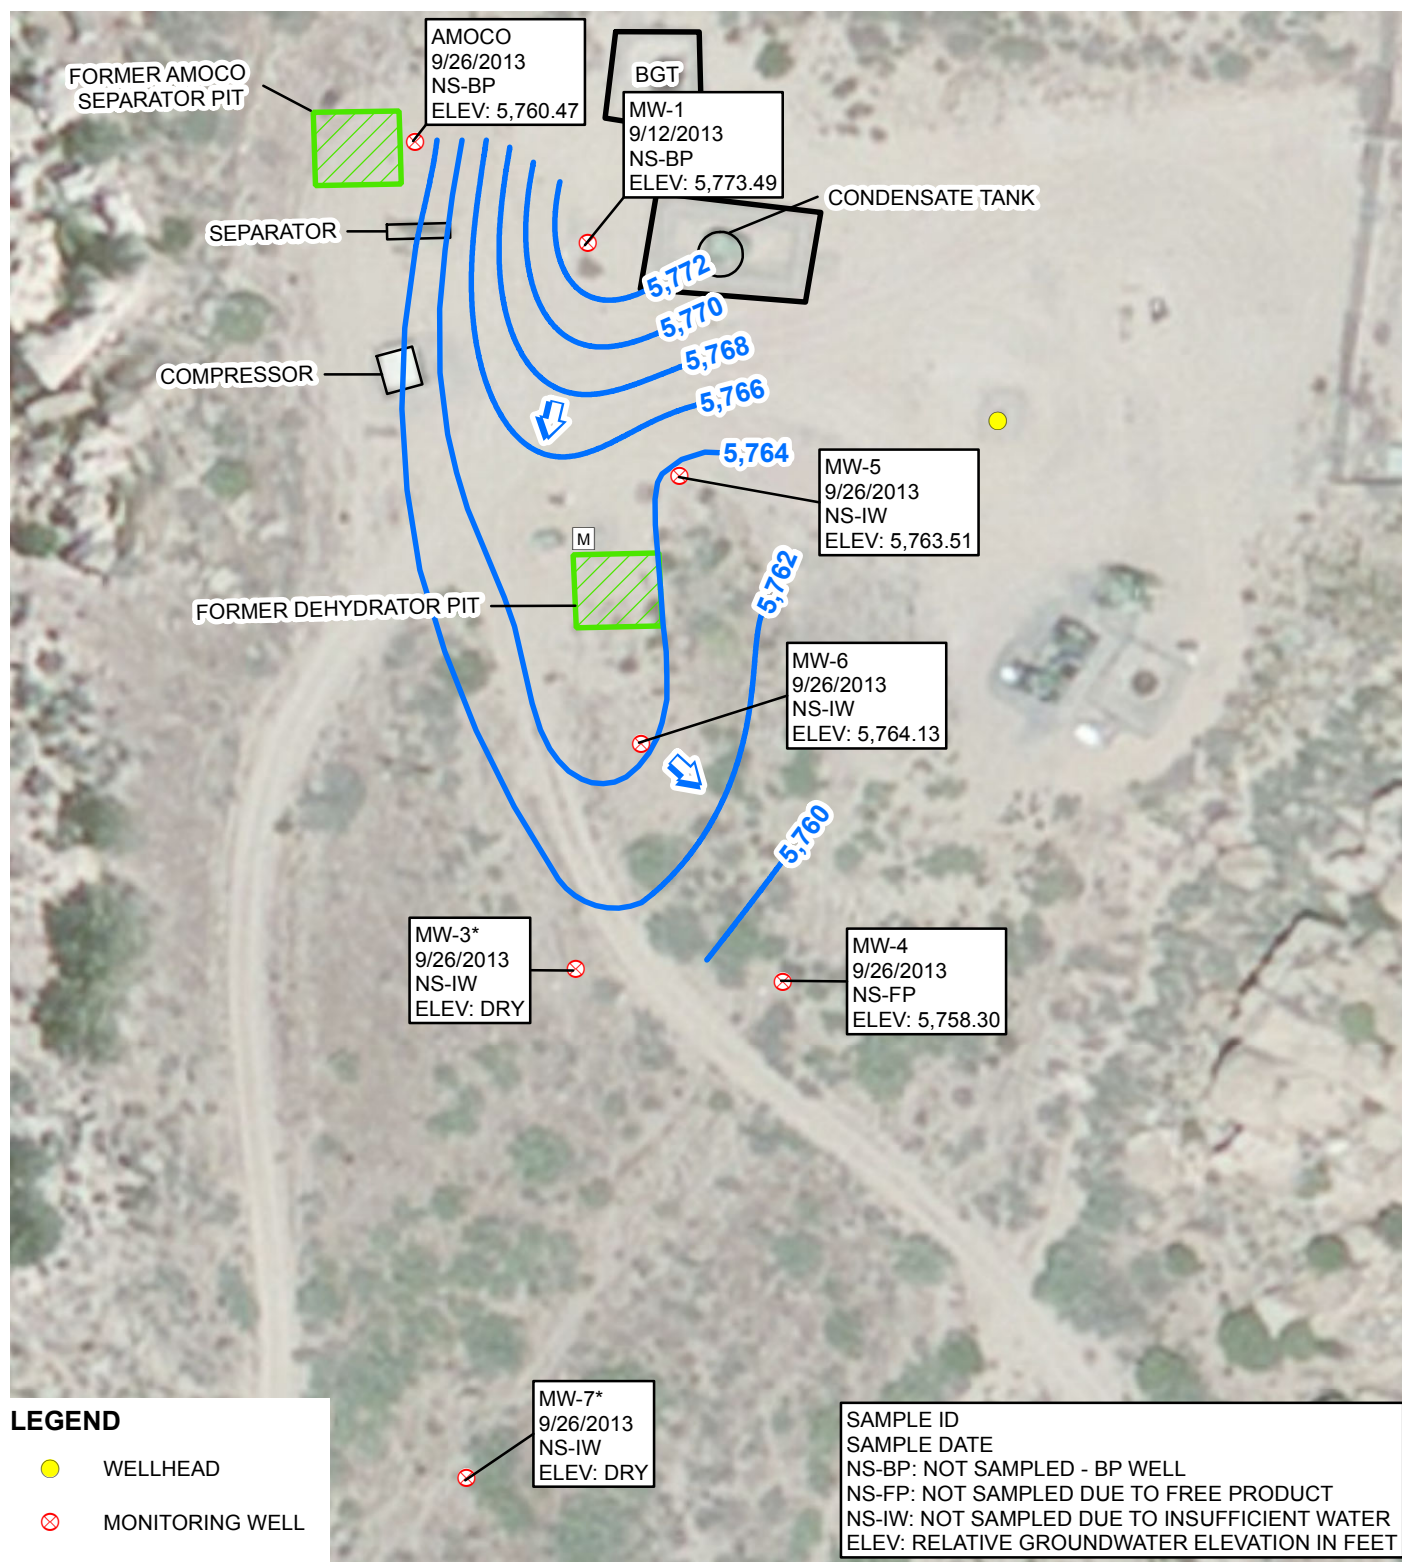 AMOCO
9/26/2013
NS-BP
ELEV: 5,760.47
FORMER AMOCO
SEPARATOR PIT
BGT
MW-1
9/12/2013
NS-BP
ELEV: 5,773.49
CONDENSATE TANK
SEPARATOR
5,772
5,770
5,768
5,766
5,764
COMPRESSOR
MW-5
9/26/2013
NS-IW
ELEV: 5,763.51
M
5,762
FORMER DEHYDRATOR PIT
MW-6
9/26/2013
NS-IW
ELEV: 5,764.13
5,760
MW-3*
9/26/2013
NS-IW
ELEV: DRY
MW-4
9/26/2013
NS-FP
ELEV: 5,758.30
MW-7*
9/26/2013
NS-IW
ELEV: DRY
LEGEND
WELLHEAD
MONITORING WELL
SAMPLE ID
SAMPLE DATE
NS-BP: NOT SAMPLED - BP WELL
NS-FP: NOT SAMPLED DUE TO FREE PRODUCT
NS-IW: NOT SAMPLED DUE TO INSUFFICIENT WATER
ELEV: RELATIVE GROUNDWATER ELEVATION IN FEET